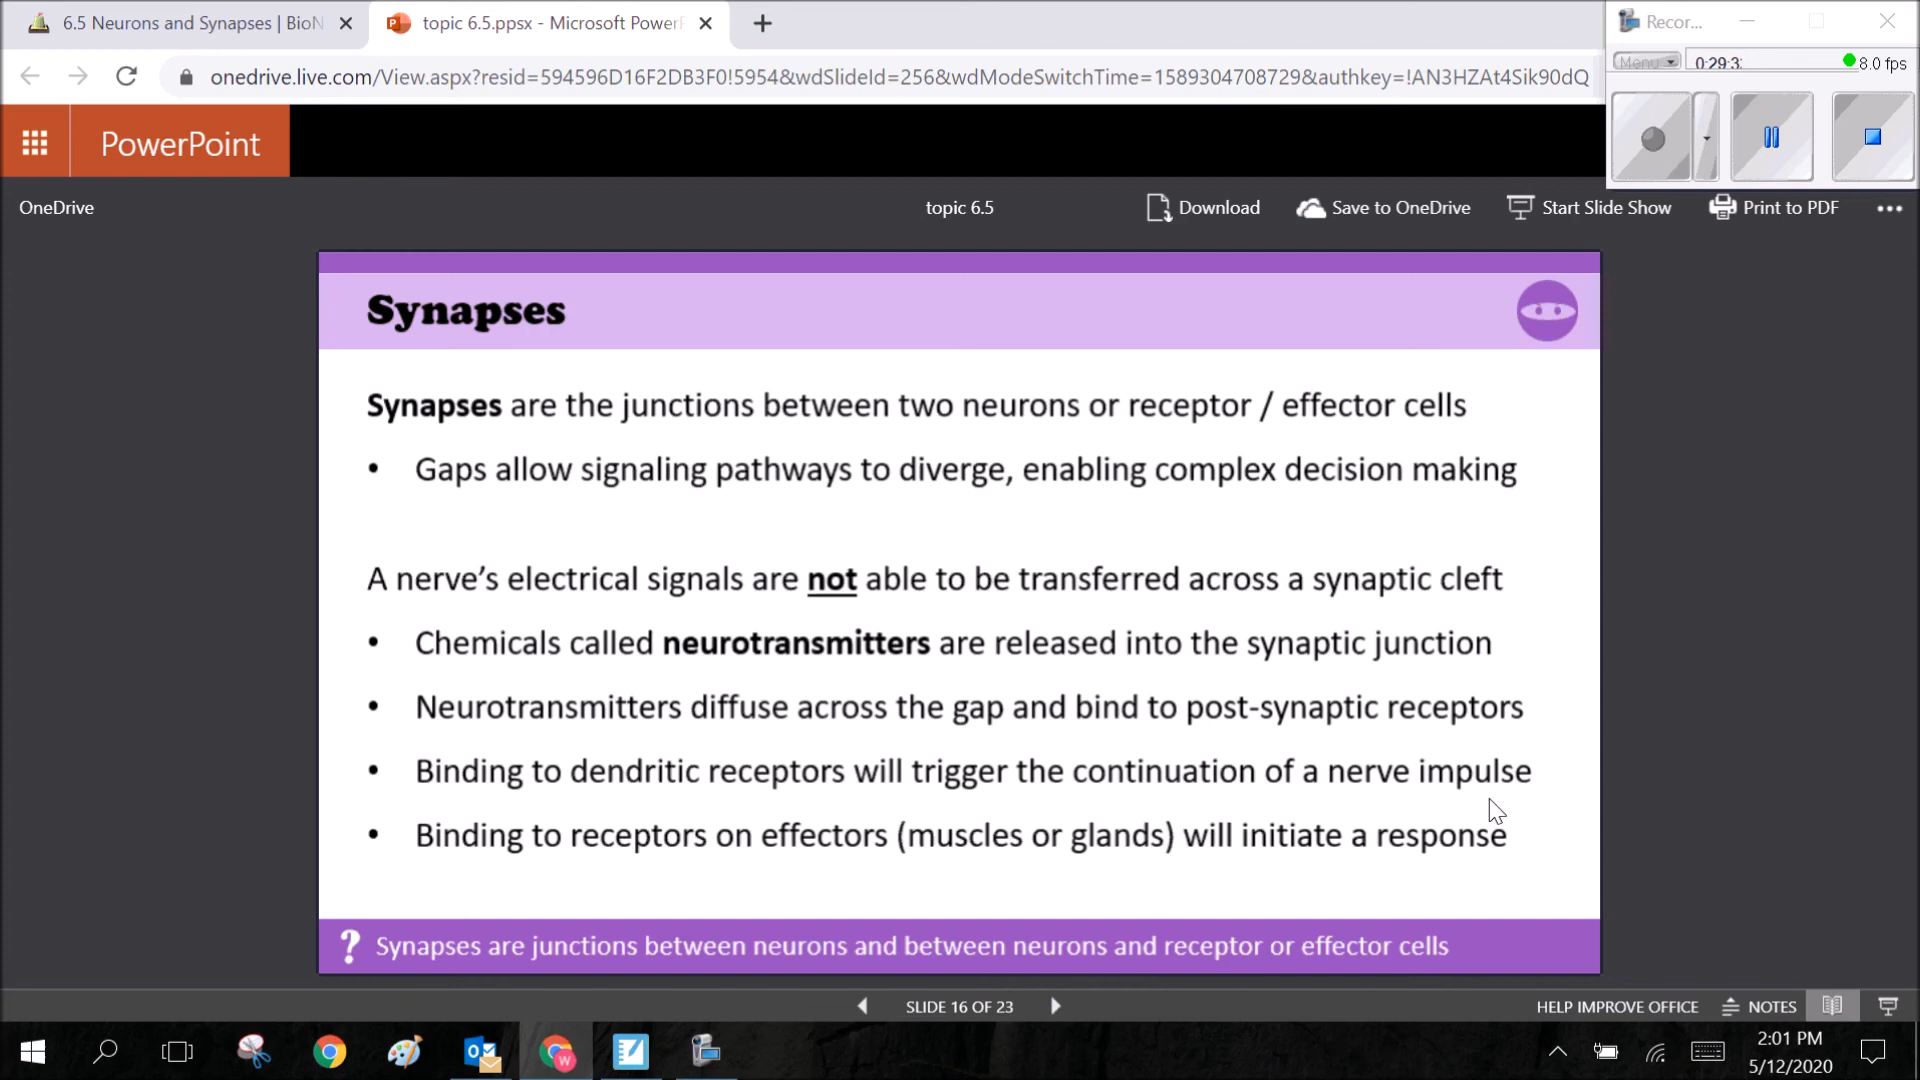 6.5 Neurons and Synapses | BioN
topic 6.5.ppsx - Microsoft PowerP
Recor...
onedrive.live.com/View.aspx?resid=594596D16F2DB3F0!5954&wdSlideId=256&wdModeSwitchTime=1589304708729&authkey=!AN3HZAt4Sik90dQ
Menu
0:29:3
8.0 fps
PowerPoint
OneDrive
topic 6.5
Download
Save to OneDrive
Start Slide Show
Print to PDF
Synapses
Synapses are the junctions between two neurons or receptor / effector cells
• Gaps allow signaling pathways to diverge, enabling complex decision making
A nerve’s electrical signals are not able to be transferred across a synaptic cleft
• Chemicals called neurotransmitters are released into the synaptic junction
• Neurotransmitters diffuse across the gap and bind to post-synaptic receptors
• Binding to dendritic receptors will trigger the continuation of a nerve impulse
• Binding to receptors on effectors (muscles or glands) will initiate a response
? Synapses are junctions between neurons and between neurons and receptor or effector cells
SLIDE 16 OF 23
HELP IMPROVE OFFICE
NOTES
2:01 PM
5/12/2020